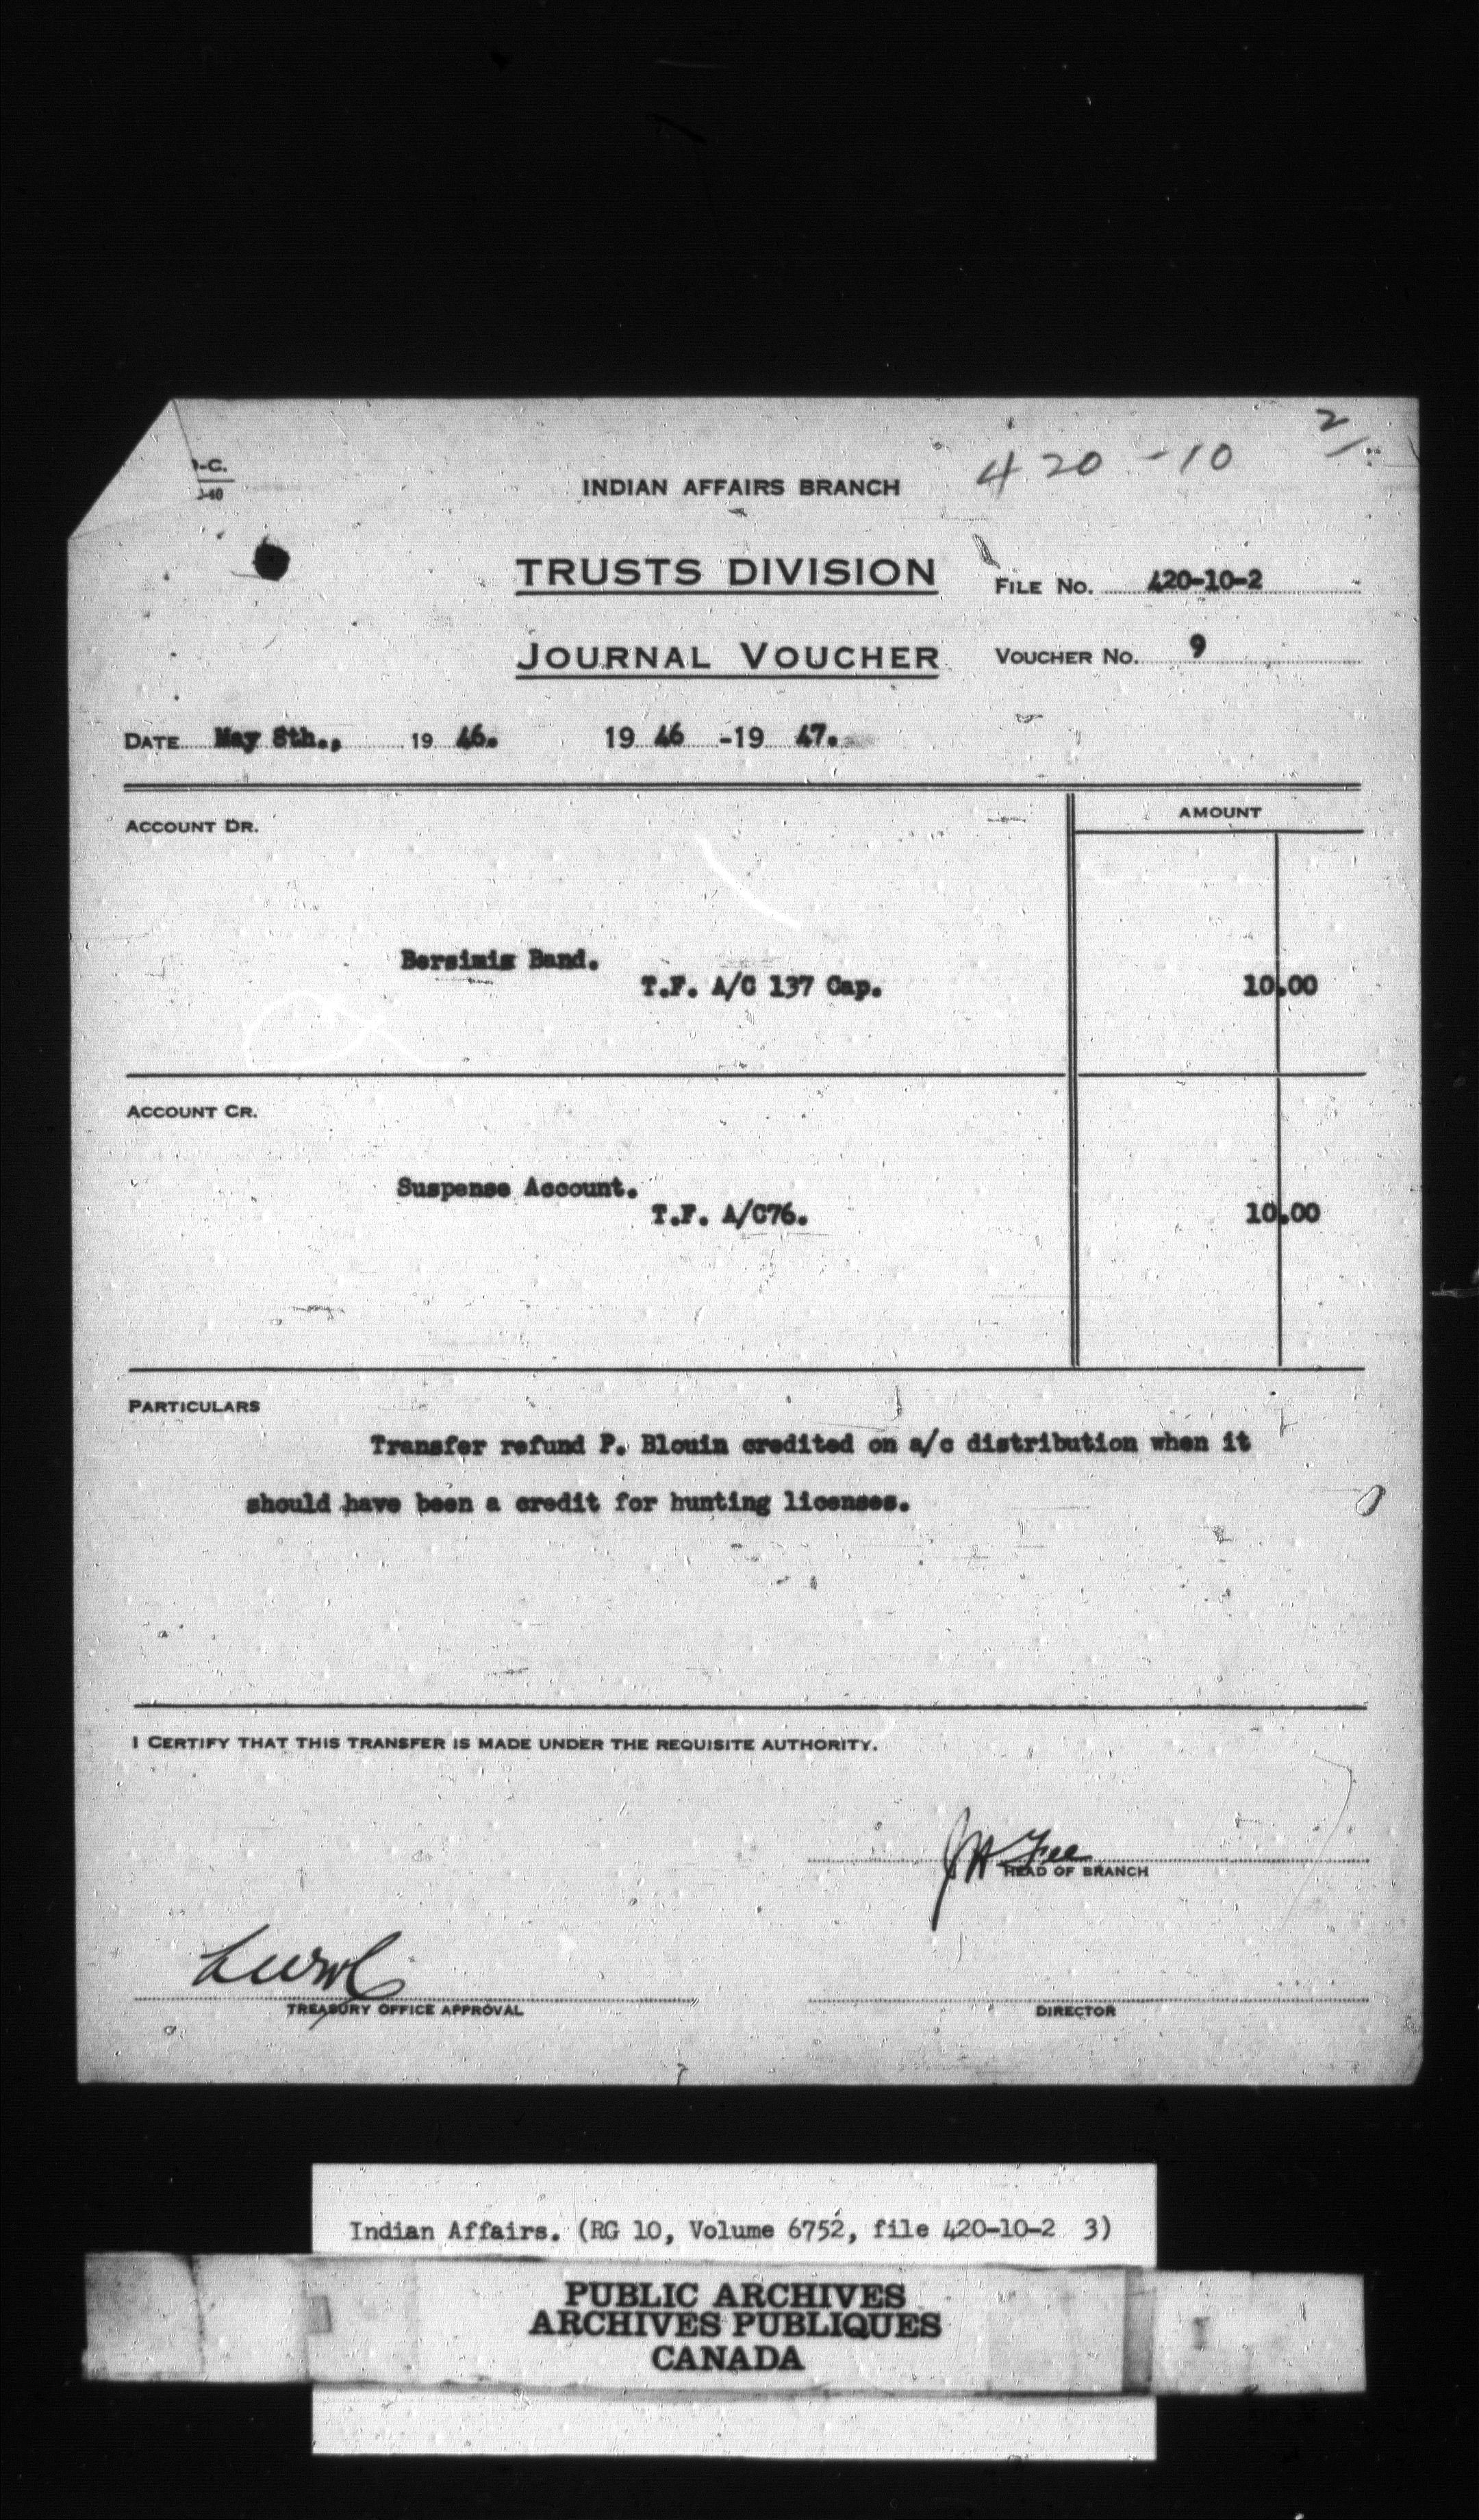 -C.
-40
420-10 2
INDIAN AFFAIRS BRANCH
TRUSTS DIVISION
FILE NO. 420-10-2
JOURNAL VOUCHER
VOUCHER NO. 9
DATE May 8th., 19 46. 19 46 -19 47.
ACCOUNT DR.
AMOUNT
Bersimis Band.
T.F. A/C 137 Cap. 10.00
ACCOUNT CR.
Suspense Account.
T.F. A/C76. 10.00
PARTICULARS
Transfer refund P. Blouin credited on a/c distribution when it
should have been a credit for hunting licenses.
I CERTIFY THAT THIS TRANSFER IS MADE UNDER THE REQUISITE AUTHORITY.
HEAD OF BRANCH
TREASURY OFFICE APPROVAL
DIRECTOR
Indian Affairs. (RG 10, Volume 6752, file 420-10-2 3)
PUBLIC ARCHIVES
ARCHIVES PUBLIQUES
CANADA